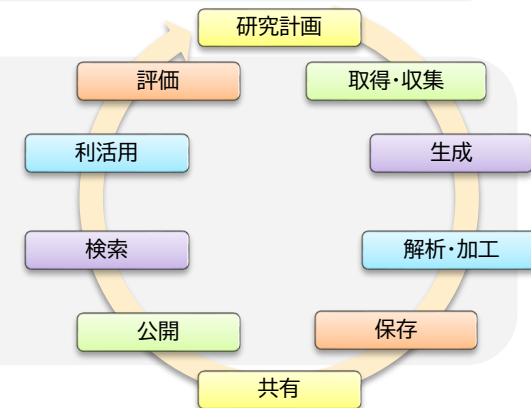 研究計画
取得・収集
生成
解析・加工
保存
共有
公開
検索
利活用
評価